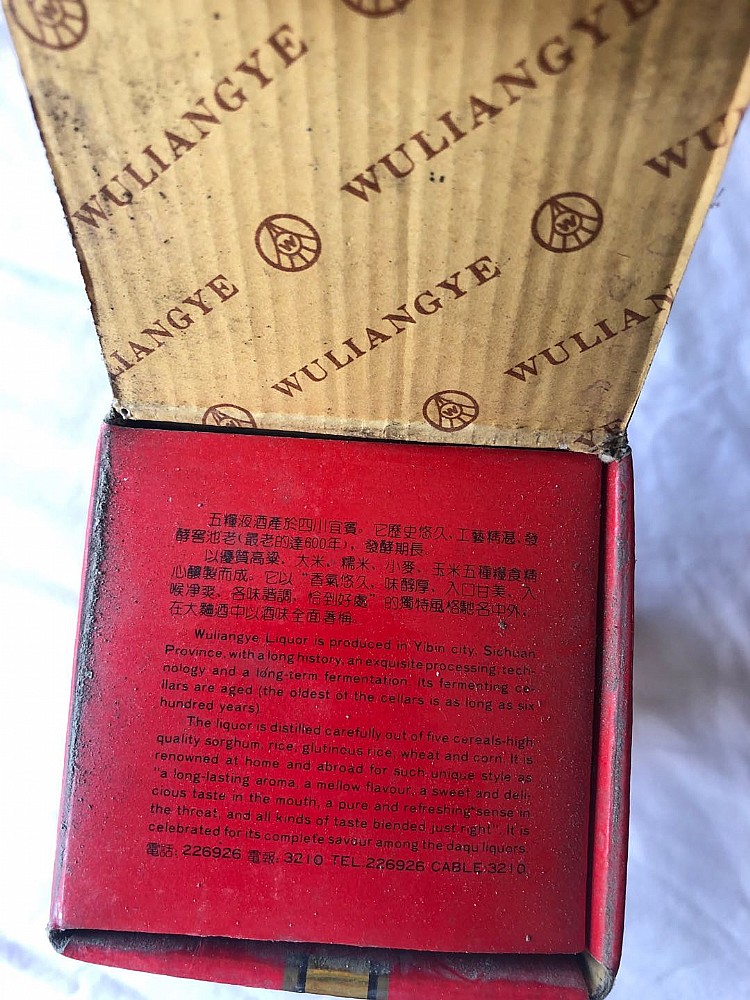 WULIANGYE
WULIANGYE
WU
W
W
W
LIANGYE
WULIANGYE
WULIAN
W
W
YE
五糧液酒產於四川宜賓。它歷史悠久,工藝精湛,發
酵窖池老(最老的達600年),發酵期長。
以優質高粱、大米、糯米、小麥、玉米五種糧食精
心釀製而成。它以“香氣悠久、味醇厚、入口甘美、入
喉净爽、各味諧調、恰到好處”的獨特風格馳名中外,
在大麯酒中以酒味全面著稱。
Wuliangye Liquor is produced in Yibin city, Sichuan
Province, with a long history, an exquisite processing, tech-
nology and a long-term fermentation. Its fermenting ce-
llars are aged (the oldest of the cellars is as long as six
hundred years).
The liquor is distilled carefully out of five cereals-high
quality sorghum, rice, glutinous rice, wheat and corn. It is
renowned at home and abroad for such unique style as
"a long-lasting aroma, a mellow flavour, a sweet and deli-
cious taste in the mouth, a pure and refreshing sense in
the throat, and all kinds of taste blended just right". It is
celebrated for its complete savour among the daqu liquors.
電話: 226926 電報: 3210 TEL.226926 CABLE:3210